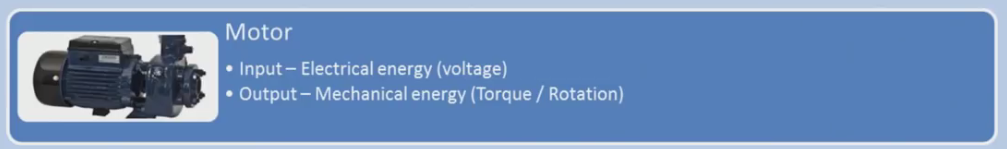 Motor
• Input – Electrical energy (voltage)
• Output – Mechanical energy (Torque / Rotation)